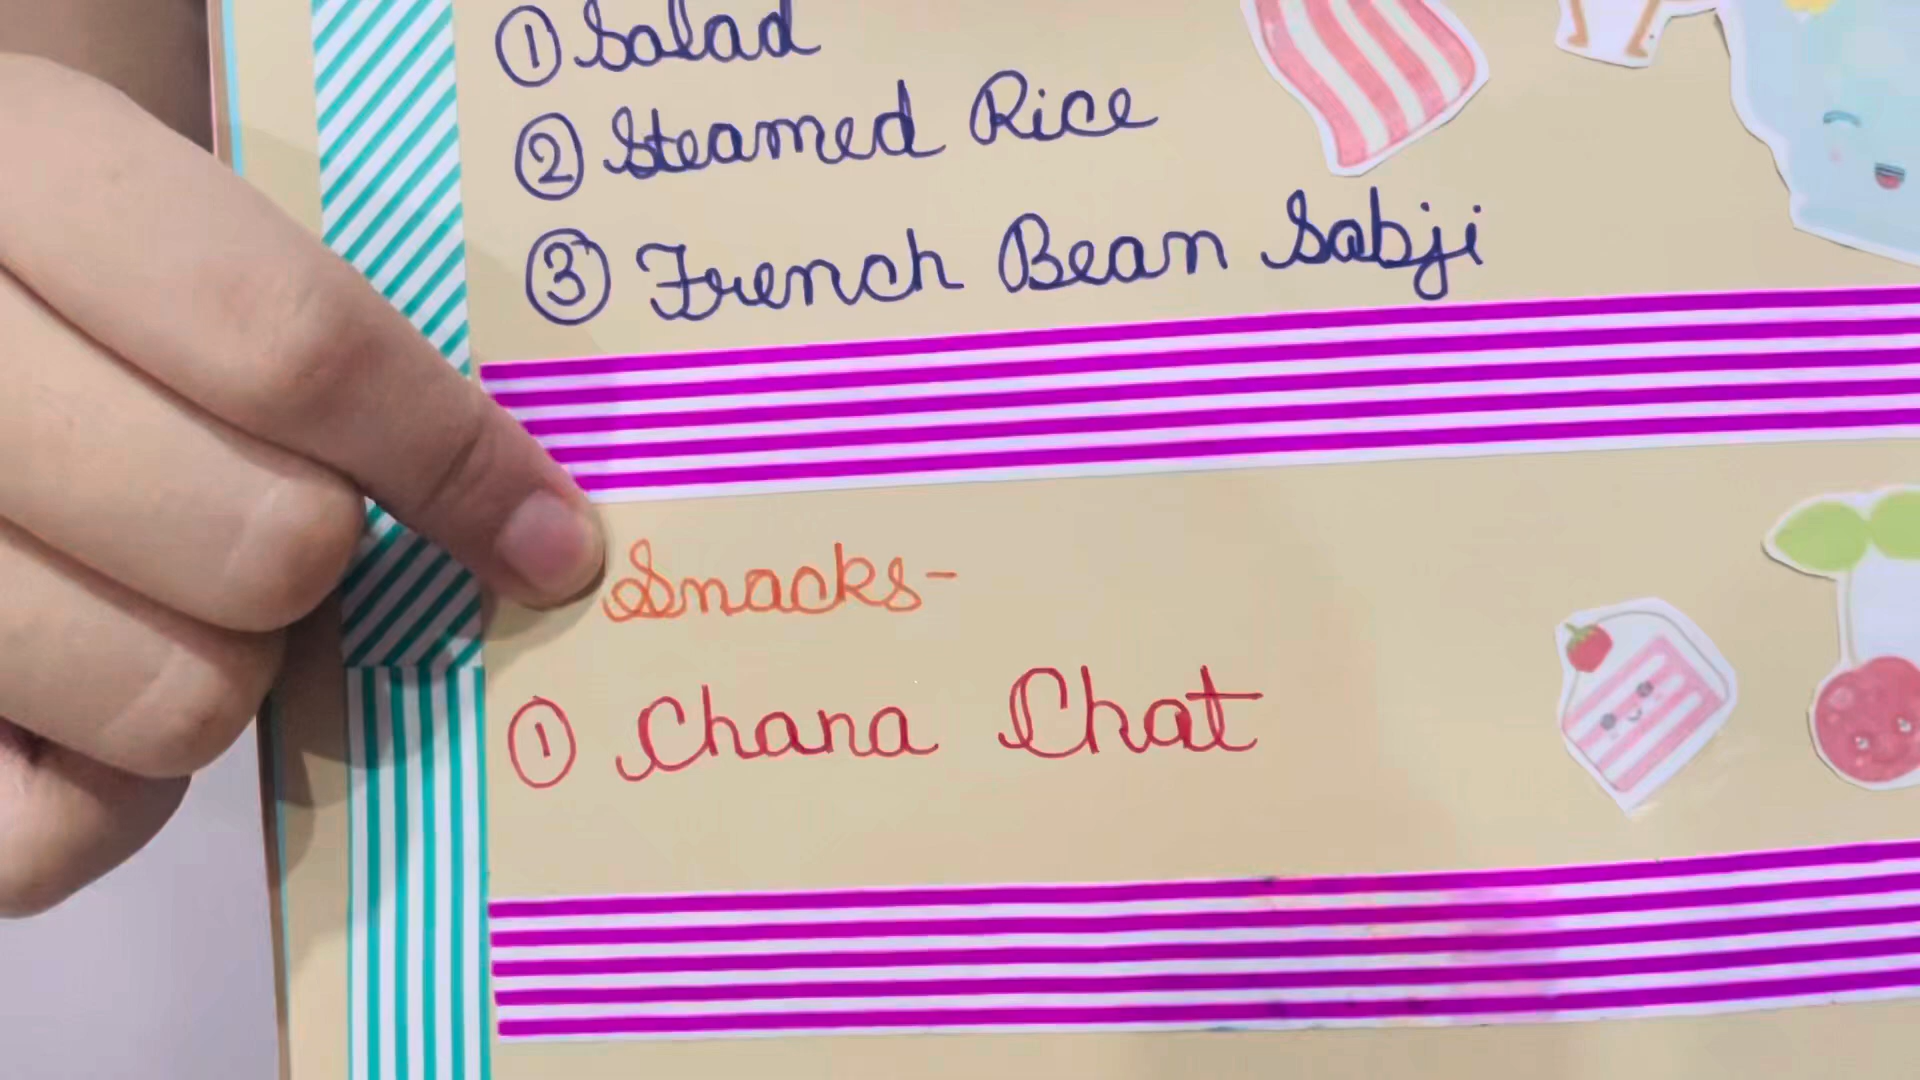 ① Salad
② Steamed Rice
③ French Bean Sabji
Snacks-
① Chana Chat